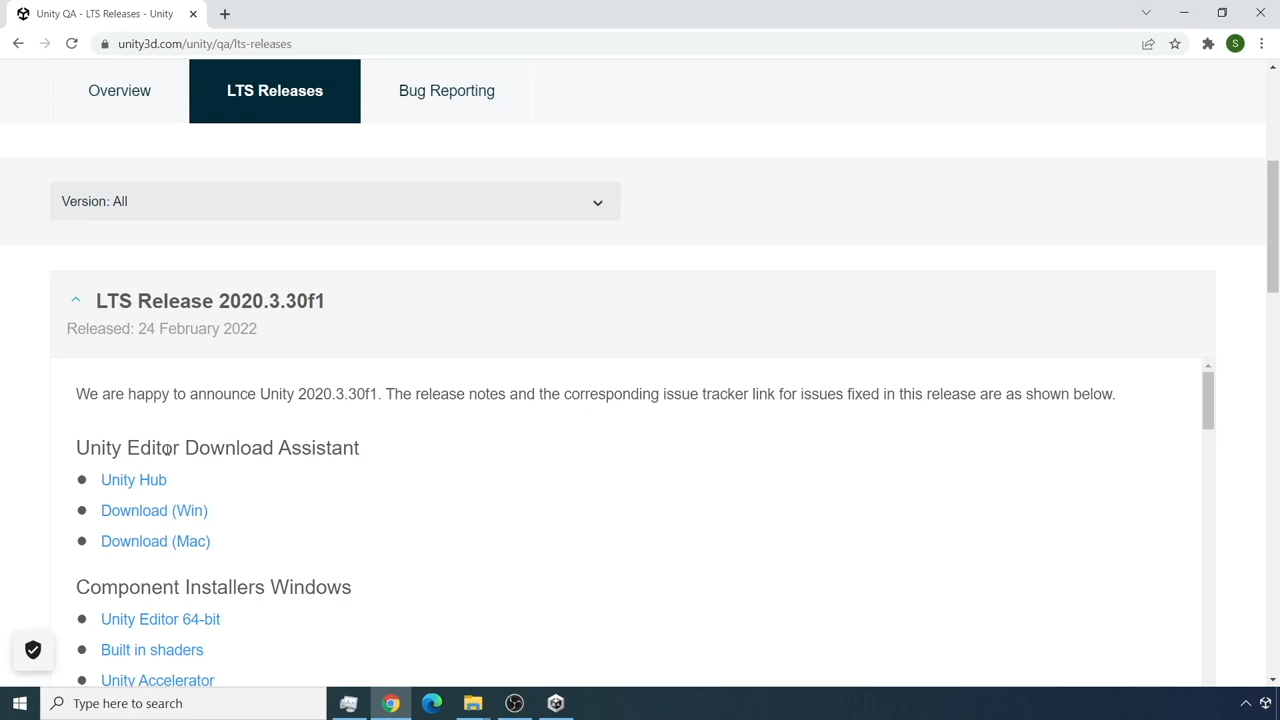 Unity QA - LTS Releases - Unity
unity3d.com/unity/qa/lts-releases
S
Overview
LTS Releases
Bug Reporting
Version: All
LTS Release 2020.3.30f1
Released: 24 February 2022
We are happy to announce Unity 2020.3.30f1. The release notes and the corresponding issue tracker link for issues fixed in this release are as shown below.
Unity Editor Download Assistant
Unity Hub
Download (Win)
Download (Mac)
Component Installers Windows
Unity Editor 64-bit
Built in shaders
Unity Accelerator
Type here to search